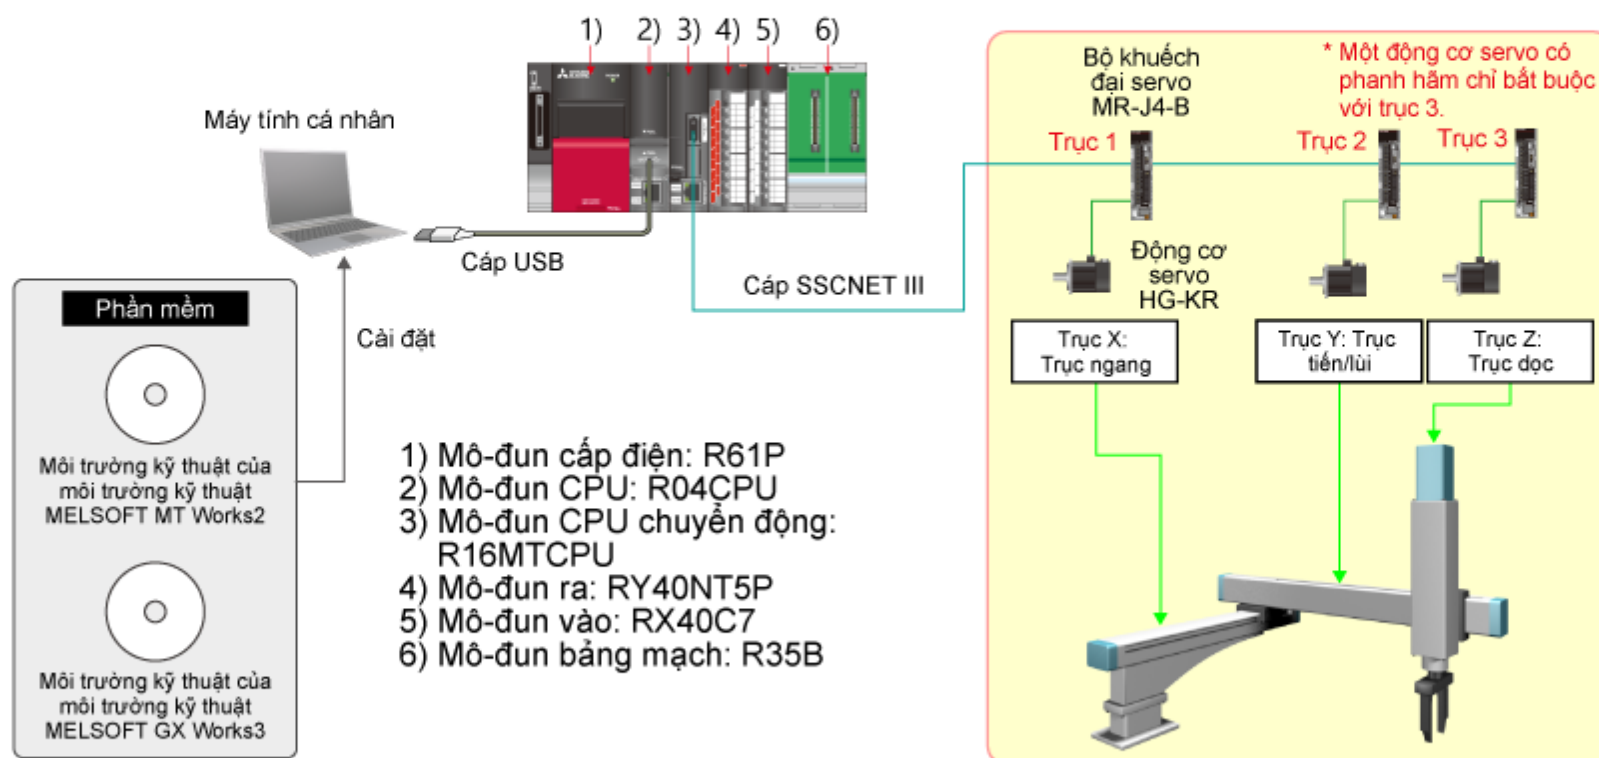 1) 2) 3) 4) 5) 6)
Máy tính cá nhân
Cáp USB
Cáp SSCNET III
Phần mềm
Cài đặt
Môi trường kỹ thuật của
môi trường kỹ thuật
MELSOFT MT Works2
Môi trường kỹ thuật của
môi trường kỹ thuật
MELSOFT GX Works3
1) Mô-đun cấp điện: R61P
2) Mô-đun CPU: R04CPU
3) Mô-đun CPU chuyển động:
R16MTCPU
4) Mô-đun ra: RY40NT5P
5) Mô-đun vào: RX40C7
6) Mô-đun bảng mạch: R35B
Bộ khuếch
đại servo
MR-J4-B
* Một động cơ servo có
phanh hãm chỉ bắt buộc
với trục 3.
Trục 1
Trục 2
Trục 3
Động cơ
servo
HG-KR
Trục X:
Trục ngang
Trục Y: Trục
tiến/lùi
Trục Z:
Trục dọc